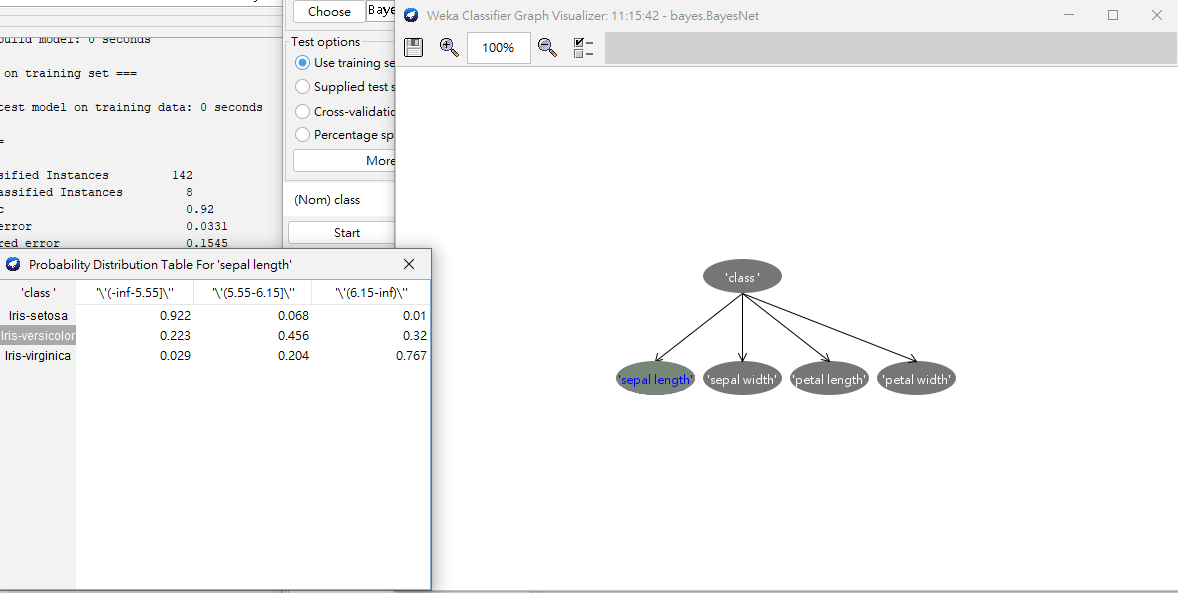 build model: 0 seconds
on training set ===
test model on training data: 0 seconds
=
sified Instances 142
assified Instances 8
c 0.92
error 0.0331
red error 0.1545
Choose Baye
Test options
Use training se
Supplied test s
Cross-validatio
Percentage sp
More
(Nom) class
Start
Weka Classifier Graph Visualizer: 11:15:42 - bayes.BayesNet
100%
'class '
'sepal length' 'sepal width' 'petal length' 'petal width'
Probability Distribution Table For 'sepal length'
'class ' '\'(-inf-5.55]\'' '\'(5.55-6.15]\'' '\'(6.15-inf)\''
Iris-setosa 0.922 0.068 0.01
Iris-versicolor 0.223 0.456 0.32
Iris-virginica 0.029 0.204 0.767